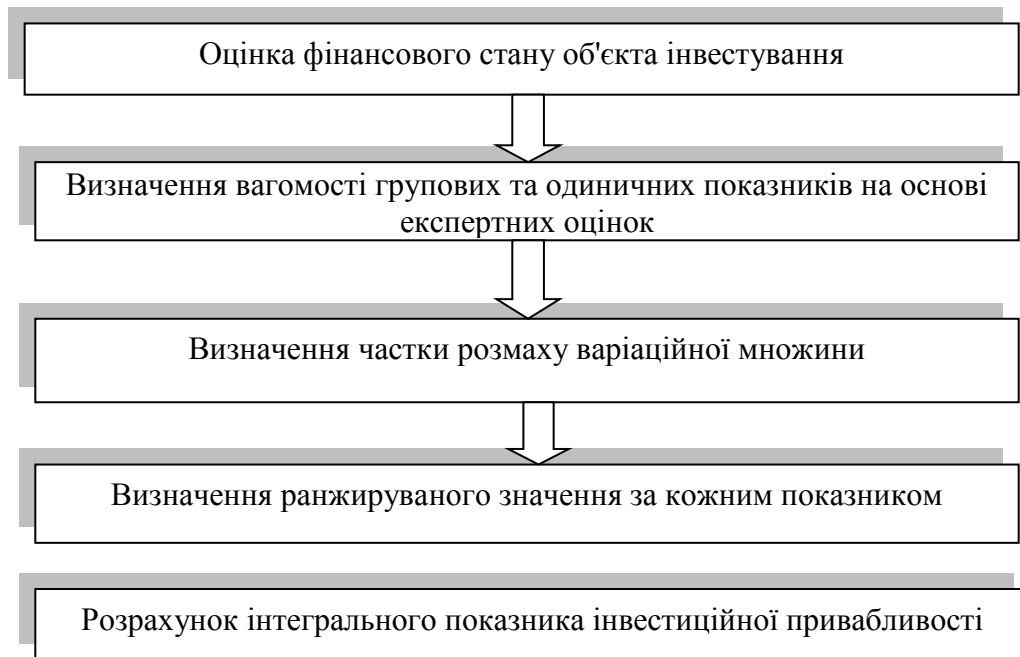 Оцінка фінансового стану об'єкта інвестування
Визначення вагомості групових та одиничних показників на основі
експертних оцінок
Визначення частки розмаху варіаційної множини
Визначення ранжируваного значення за кожним показником
Розрахунок інтегрального показника інвестиційної привабливості